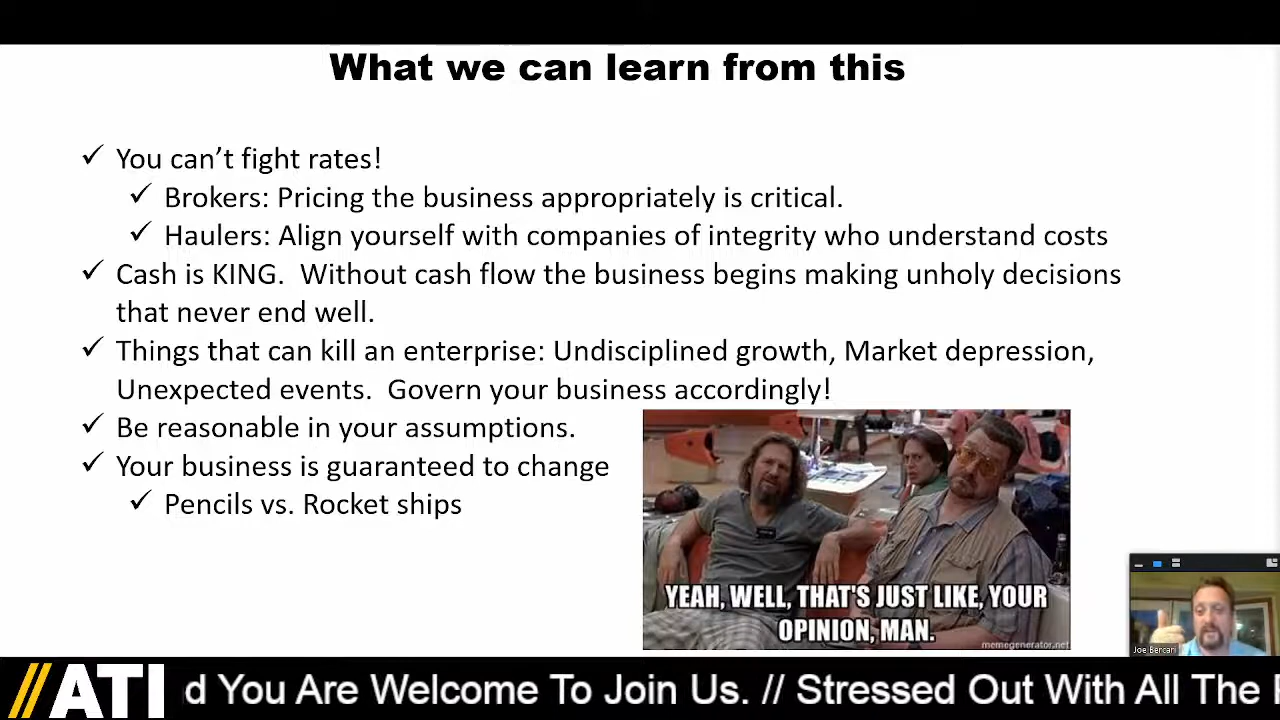 What we can learn from this
✓ You can’t fight rates!
✓ Brokers: Pricing the business appropriately is critical.
✓ Haulers: Align yourself with companies of integrity who understand costs
✓ Cash is KING.  Without cash flow the business begins making unholy decisions
that never end well.
✓ Things that can kill an enterprise: Undisciplined growth, Market depression,
Unexpected events.  Govern your business accordingly!
✓ Be reasonable in your assumptions.
✓ Your business is guaranteed to change
✓ Pencils vs. Rocket ships
YEAH, WELL, THAT'S JUST LIKE, YOUR
OPINION, MAN.
memegenerator.net
Joe Bercari
//ATI
d You Are Welcome To Join Us. // Stressed Out With All The